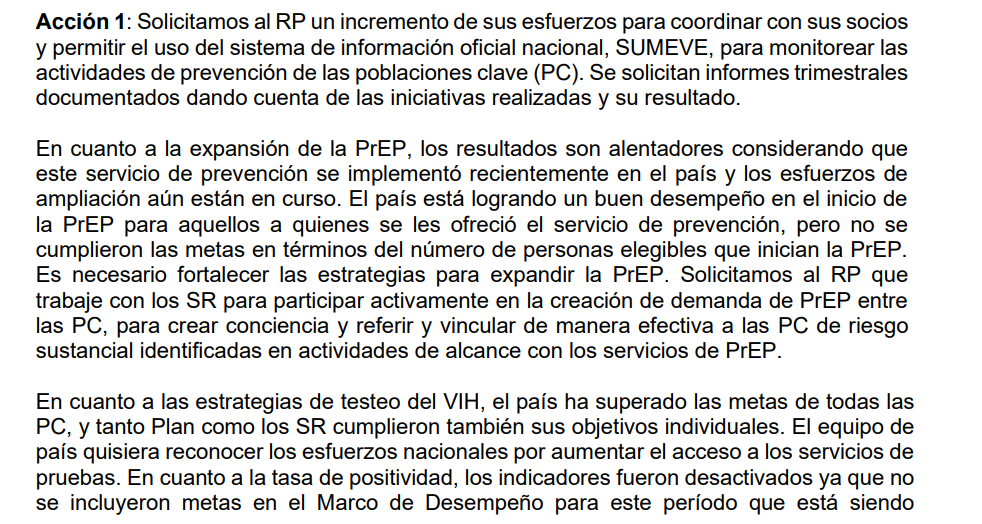 Acción 1: Solicitamos al RP un incremento de sus esfuerzos para coordinar con sus socios
y permitir el uso del sistema de información oficial nacional, SUMEVE, para monitorear las
actividades de prevención de las poblaciones clave (PC). Se solicitan informes trimestrales
documentados dando cuenta de las iniciativas realizadas y su resultado.
En cuanto a la expansión de la PrEP, los resultados son alentadores considerando que
este servicio de prevención se implementó recientemente en el país y los esfuerzos de
ampliación aún están en curso. El país está logrando un buen desempeño en el inicio de
la PrEP para aquellos a quienes se les ofreció el servicio de prevención, pero no se
cumplieron las metas en términos del número de personas elegibles que inician la PrEP.
Es necesario fortalecer las estrategias para expandir la PrEP. Solicitamos al RP que
trabaje con los SR para participar activamente en la creación de demanda de PrEP entre
las PC, para crear conciencia y referir y vincular de manera efectiva a las PC de riesgo
sustancial identificadas en actividades de alcance con los servicios de PrEP.
En cuanto a las estrategias de testeo del VIH, el país ha superado las metas de todas las
PC, y tanto Plan como los SR cumplieron también sus objetivos individuales. El equipo de
país quisiera reconocer los esfuerzos nacionales por aumentar el acceso a los servicios de
pruebas. En cuanto a la tasa de positividad, los indicadores fueron desactivados ya que no
se incluyeron metas en el Marco de Desempeño para este período que está siendo